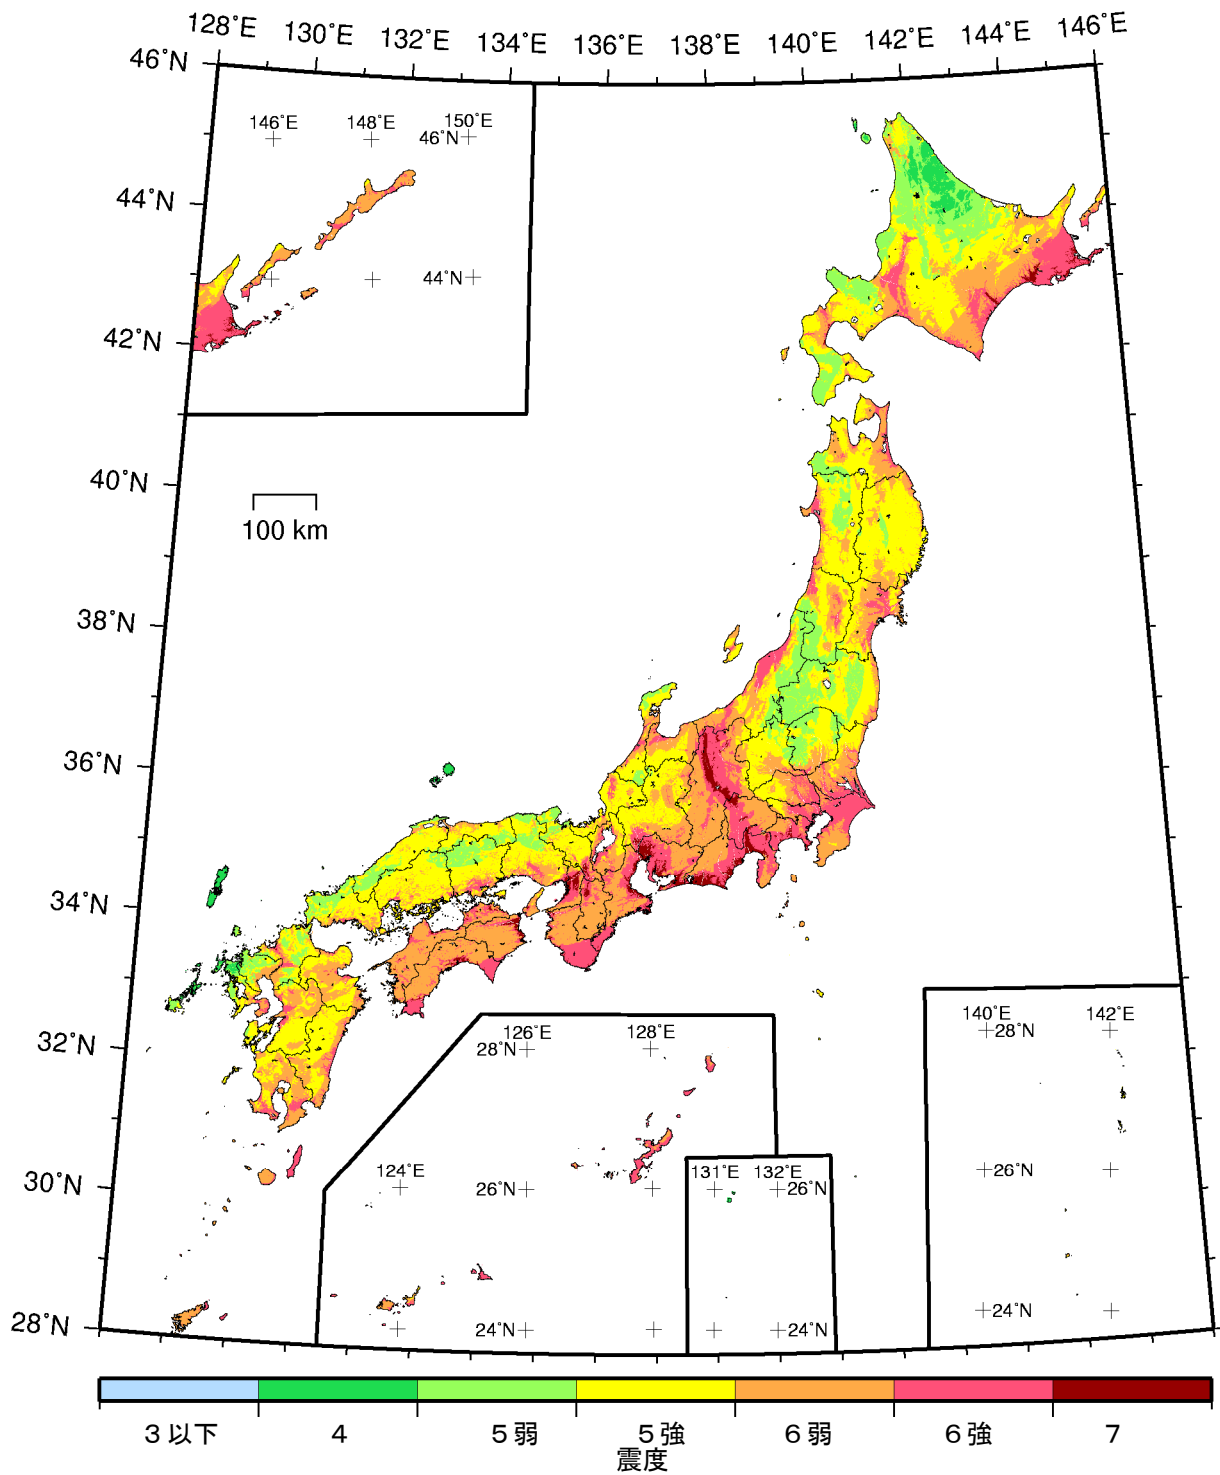 128°E 130°E 132°E 134°E 136°E 138°E 140°E 142°E 144°E 146°E
46°N
146°E 148°E 150°E
46°N
44°N
44°N
42°N
40°N
100 km
38°N
36°N
34°N
32°N
126°E 128°E
28°N
140°E 142°E
28°N
30°N
124°E
26°N
131°E 132°E
26°N
26°N
28°N
24°N
24°N
24°N
3以下 4 5弱 5強 6弱 6強 7
震度